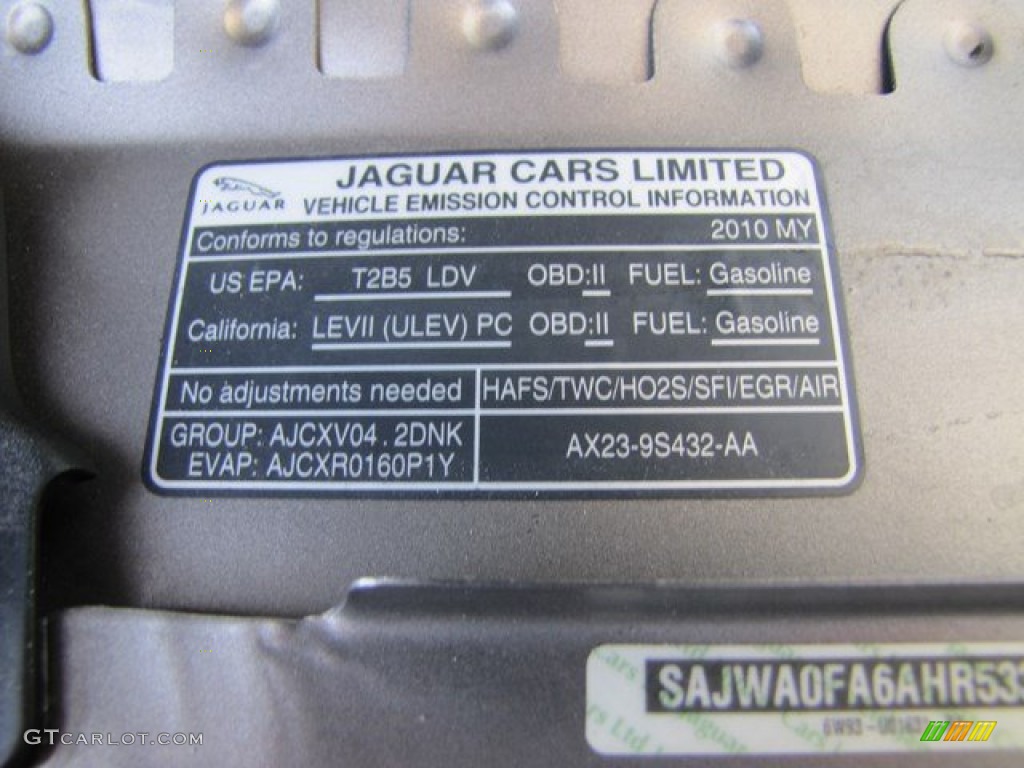 JAGUAR CARS LIMITED
JAGUAR VEHICLE EMISSION CONTROL INFORMATION
Conforms to regulations: 2010 MY
US EPA: T2B5 LDV OBD:II FUEL: Gasoline
California: LEVII (ULEV) PC OBD:II FUEL: Gasoline
No adjustments needed HAFS/TWC/HO2S/SFI/EGR/AIR
GROUP: AJCXV04.2DNK
EVAP: AJCXR0160P1Y
AX23-9S432-AA
SAJWA0FA6AHR53
GTcarlot.com